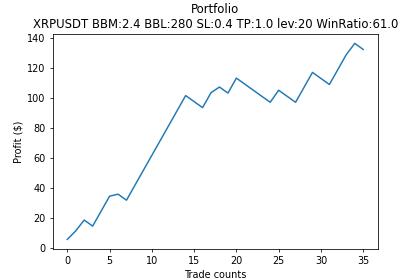 Portfolio
XRPUSDT BBM:2.4 BBL:280 SL:0.4 TP:1.0 lev:20 WinRatio:61.0
140
120
100
80
60
40
20
0
Profit ($)
0 5 10 15 20 25 30 35
Trade counts